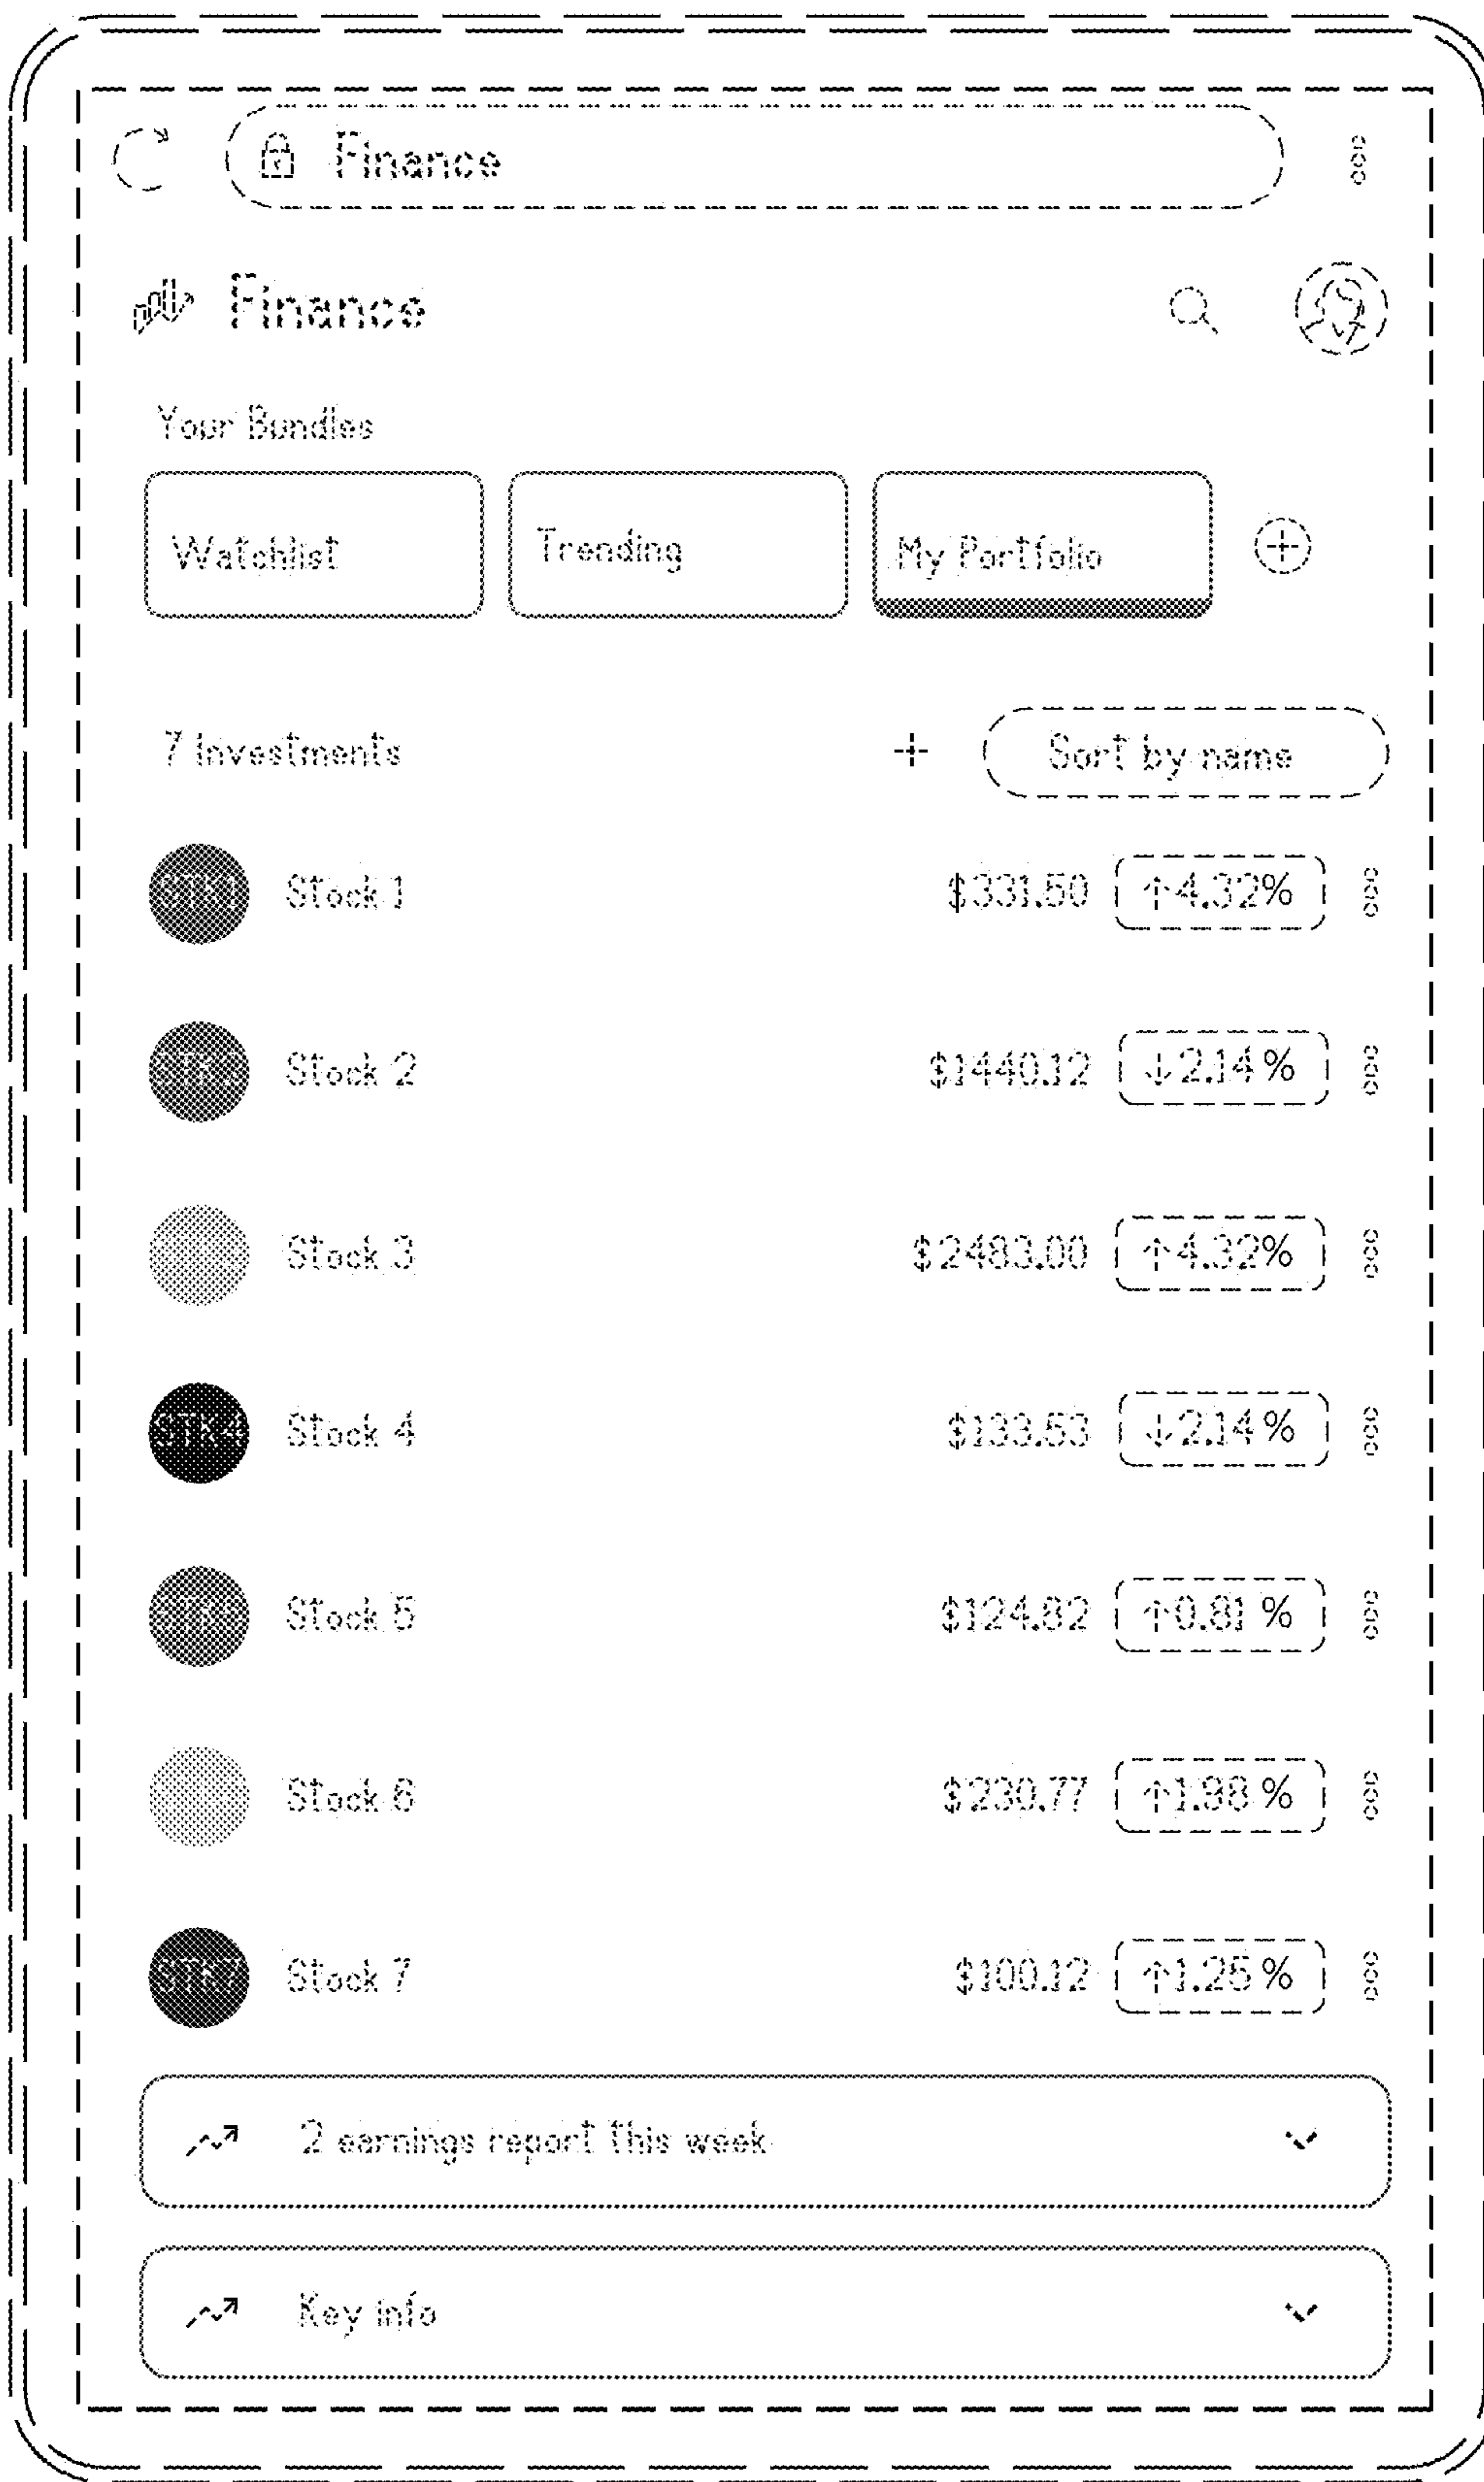 Finance
Finance
Your Bundles
Watchlist Trending My Portfolio
7 Investments + Sort by name
STK1 Stock 1 $331.50 ↑4.32%
Stock 2 $1440.12 ↓2.14%
Stock 3 $2483.00 ↑4.32%
STK4 Stock 4 $133.53 ↓2.14%
Stock 5 $124.82 ↑0.81%
Stock 6 $230.77 ↑1.98%
STK7 Stock 7 $100.12 ↑1.25%
2 earnings report this week
Key info